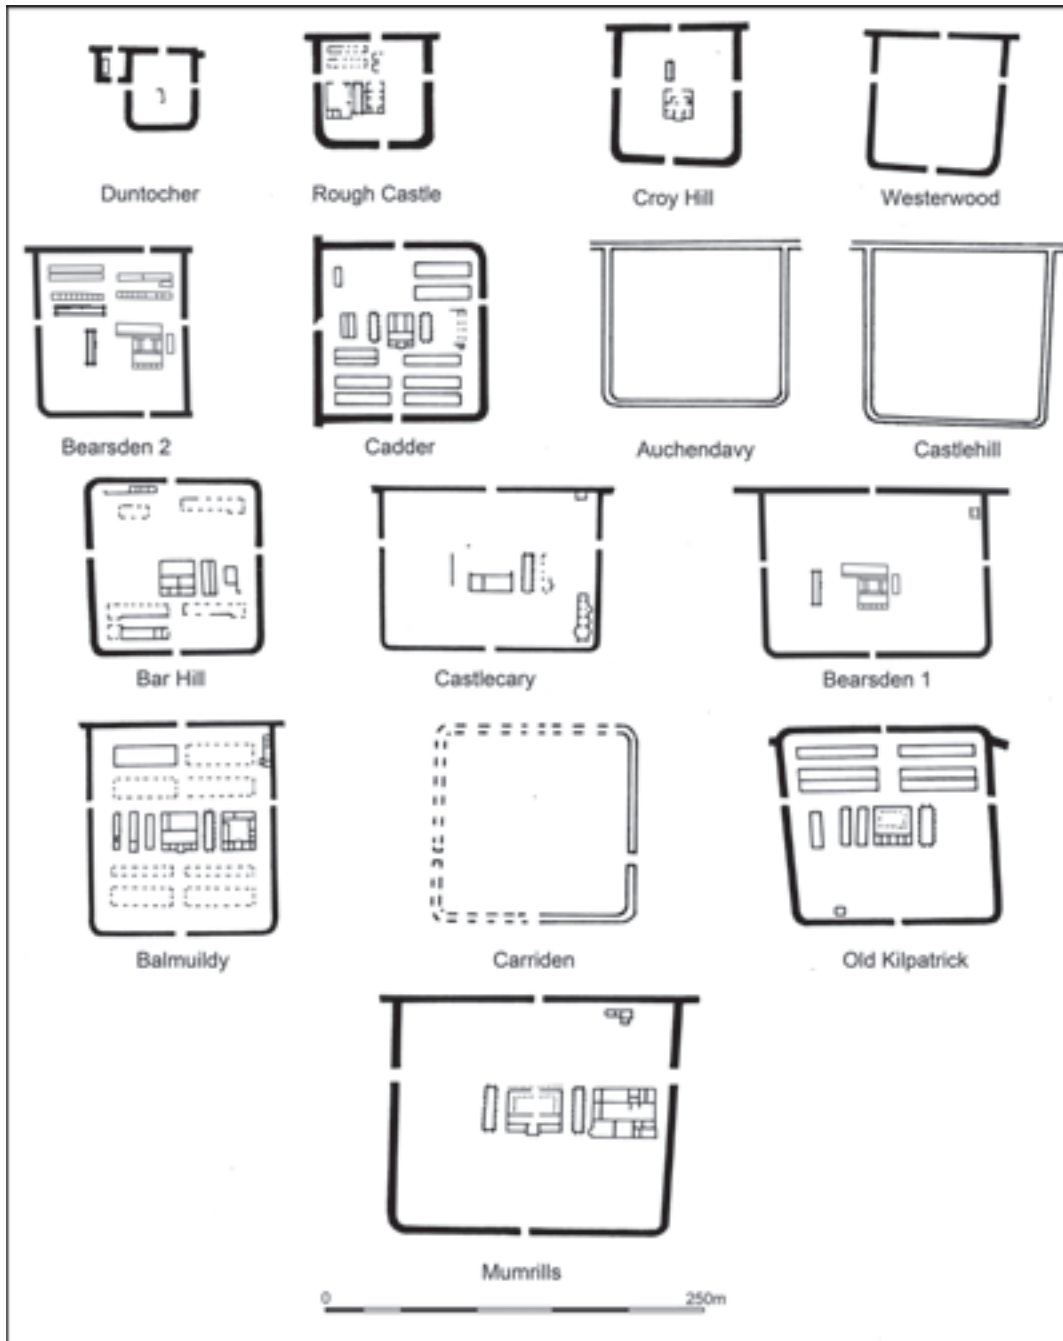 Duntocher
Rough Castle
Croy Hill
Westerwood
Bearsden 2
Cadder
Auchendavy
Castlehill
Bar Hill
Castlecary
Bearsden 1
Balmuildy
Carriden
Old Kilpatrick
Mumrills
0 250m